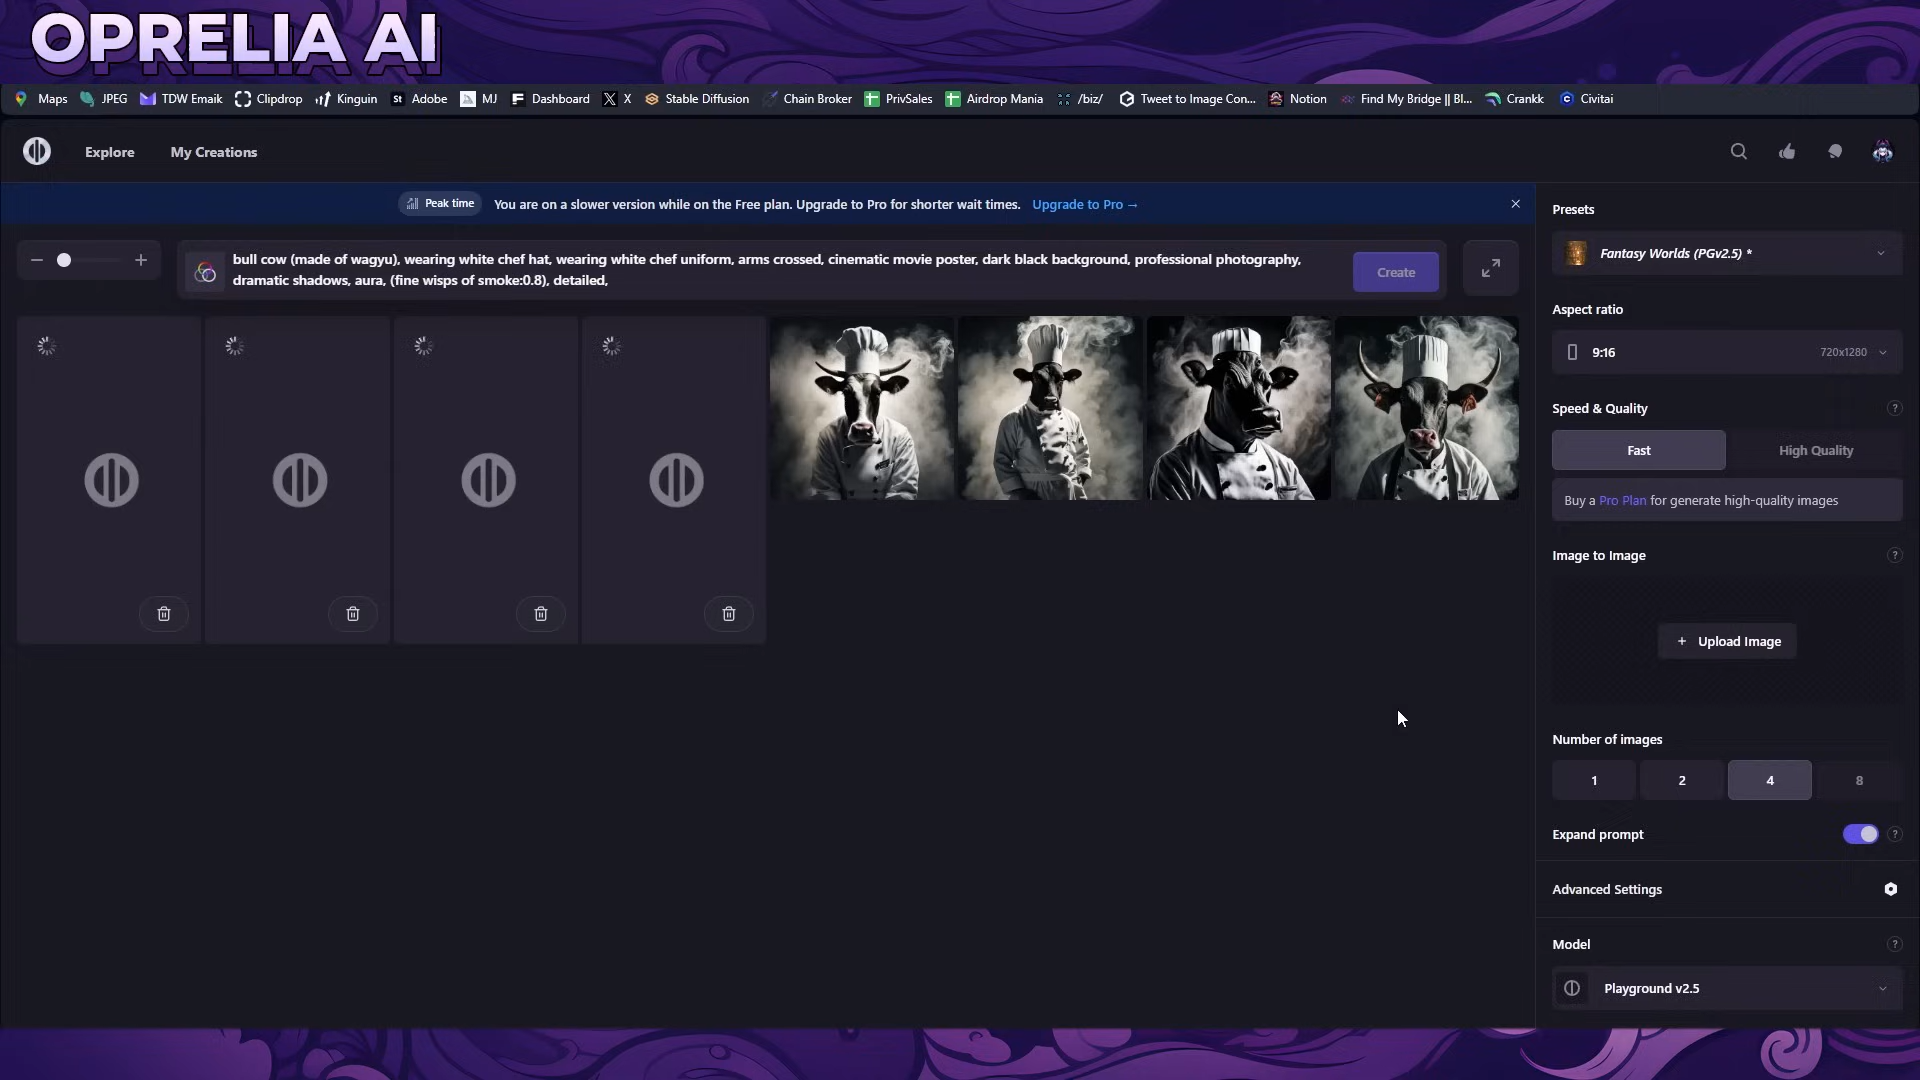 OPRELIA AI
Maps JPEG TDW Emaik Clipdrop Kinguin St Adobe MJ Dashboard X Stable Diffusion Chain Broker PrivSales Airdrop Mania /biz/ Tweet to Image Con... Notion Find My Bridge || Bl... Crankk Civitai
Explore My Creations
Peak time You are on a slower version while on the Free plan. Upgrade to Pro for shorter wait times. Upgrade to Pro →
bull cow (made of wagyu), wearing white chef hat, wearing white chef uniform, arms crossed, cinematic movie poster, dark black background, professional photography,
dramatic shadows, aura, (fine wisps of smoke:0.8), detailed,
Create
Presets
Fantasy Worlds (PGv2.5) *
Aspect ratio
9:16 720x1280
Speed & Quality ?
Fast High Quality
Buy a Pro Plan for generate high-quality images
Image to Image ?
+ Upload Image
Number of images
1 2 4 8
Expand prompt ?
Advanced Settings
Model ?
Playground v2.5